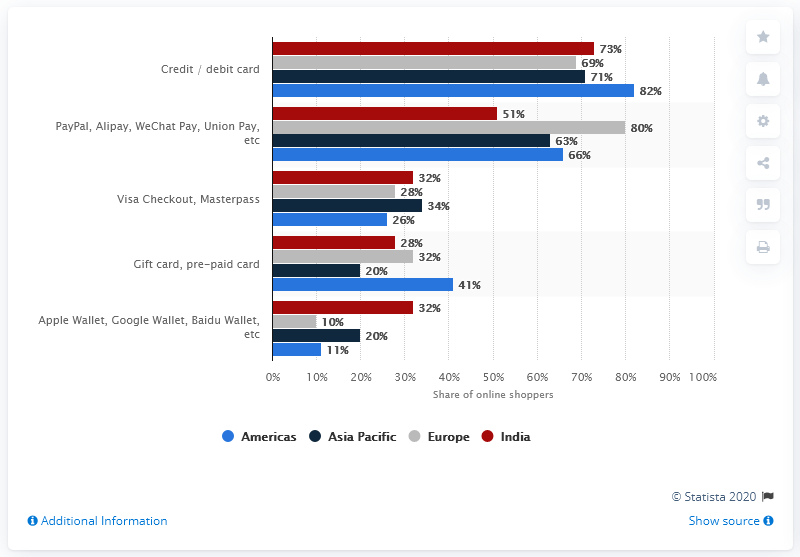 73%
Credit / debit card
69%
71%
82%
51%
PayPal, Alipay, WeChat Pay, Union Pay,
etc
80%
63%
66%
32%
Visa Checkout, Masterpass
28%
34%
26%
28%
Gift card, pre-paid card
32%
20%
41%
32%
Apple Wallet, Google Wallet, Baidu Wallet,
etc
10%
20%
11%
0% 10% 20% 30% 40% 50% 60% 70% 80% 90% 100%
Share of online shoppers
Americas Asia Pacific Europe India
© Statista 2020
Additional Information
Show source